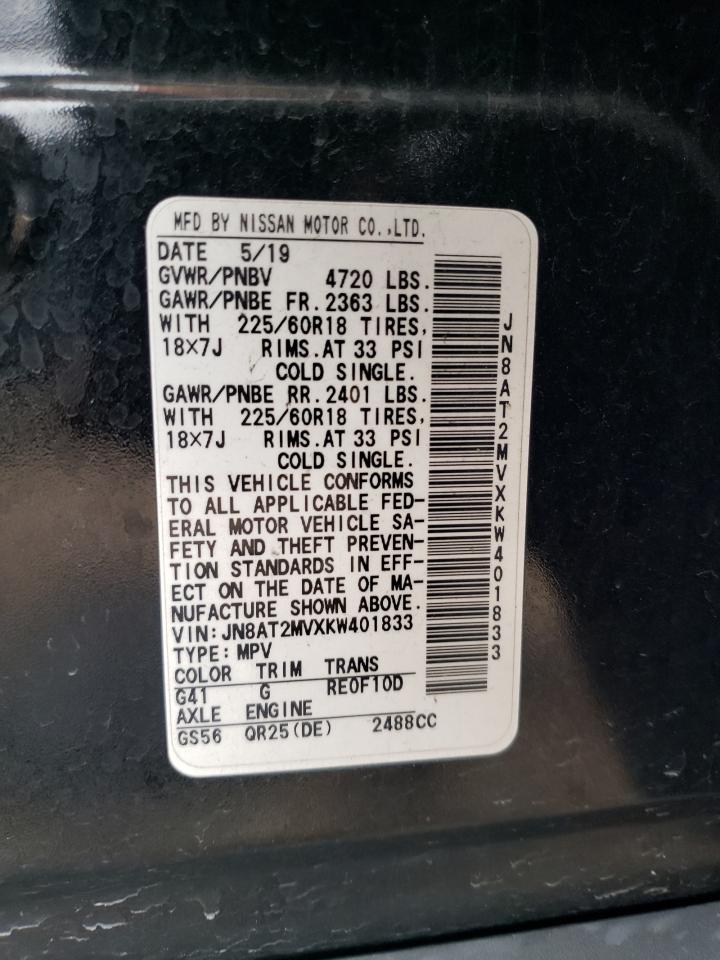 MFD BY NISSAN MOTOR CO.,LTD.
DATE 5/19
GVWR/PNBV 4720 LBS.
GAWR/PNBE FR. 2363 LBS.
WITH 225/60R18 TIRES,
18×7J RIMS. AT 33 PSI
COLD SINGLE.
GAWR/PNBE RR. 2401 LBS.
WITH 225/60R18 TIRES,
18×7J RIMS. AT 33 PSI
COLD SINGLE.
THIS VEHICLE CONFORMS
TO ALL APPLICABLE FED-
ERAL MOTOR VEHICLE SA-
FETY AND THEFT PREVEN-
TION STANDARDS IN EFF-
ECT ON THE DATE OF MA-
NUFACTURE SHOWN ABOVE.
VIN: JN8AT2MVXKW401833
TYPE: MPV
COLOR TRIM TRANS
G41 G RE0F10D
AXLE ENGINE
GS56 QR25(DE) 2488CC
JN8AT2MVXKW401833